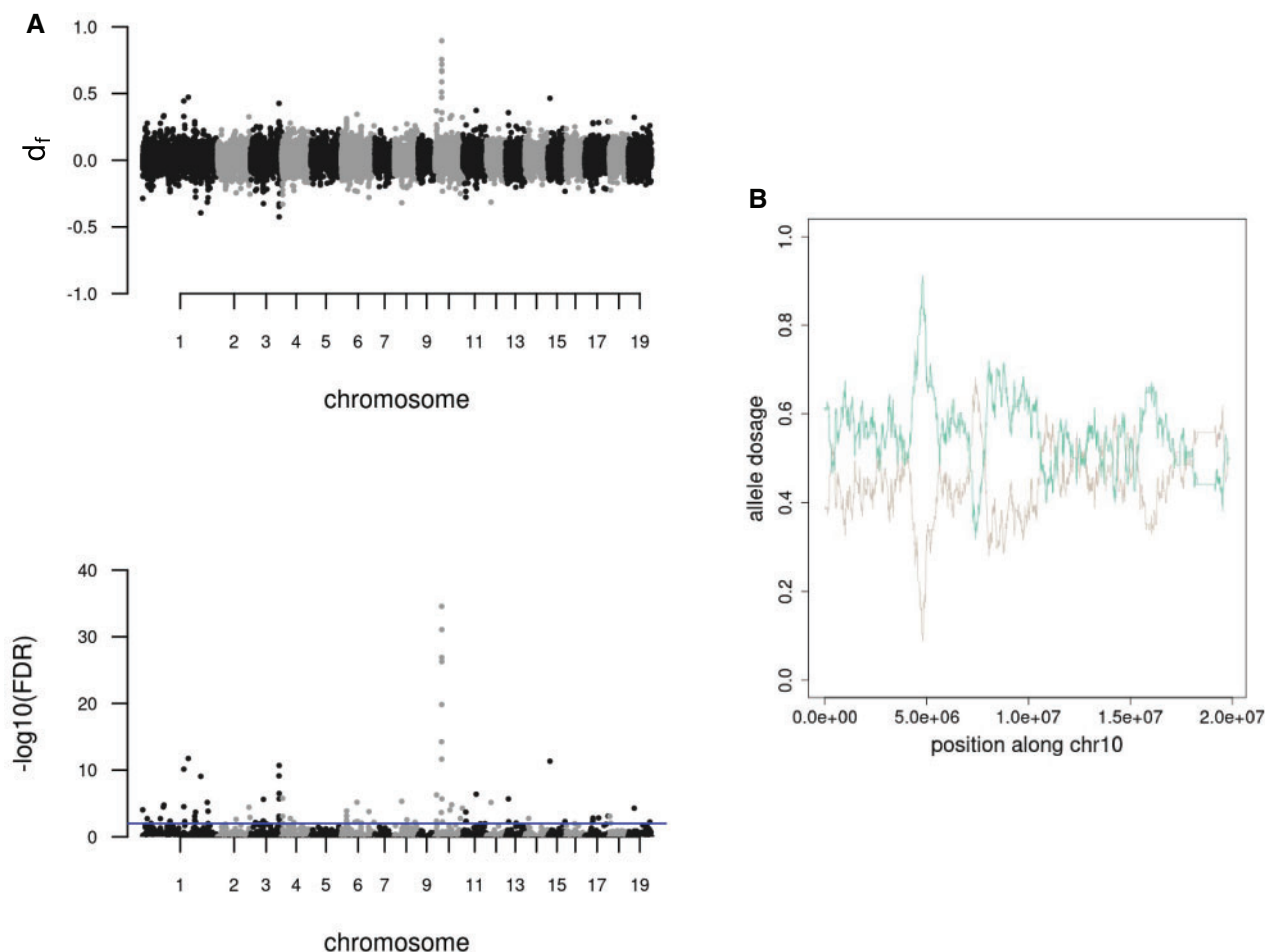 A
1.0
0.5
0.0
-0.5
-1.0
df
1 2 3 4 5 6 7 9 11 13 15 17 19
chromosome
40
30
20
10
0
-log10(FDR)
1 2 3 4 5 6 7 9 11 13 15 17 19
chromosome
B
1.0
0.8
0.6
0.4
0.2
0.0
allele dosage
0.0e+00 5.0e+06 1.0e+07 1.5e+07 2.0e+07
position along chr10